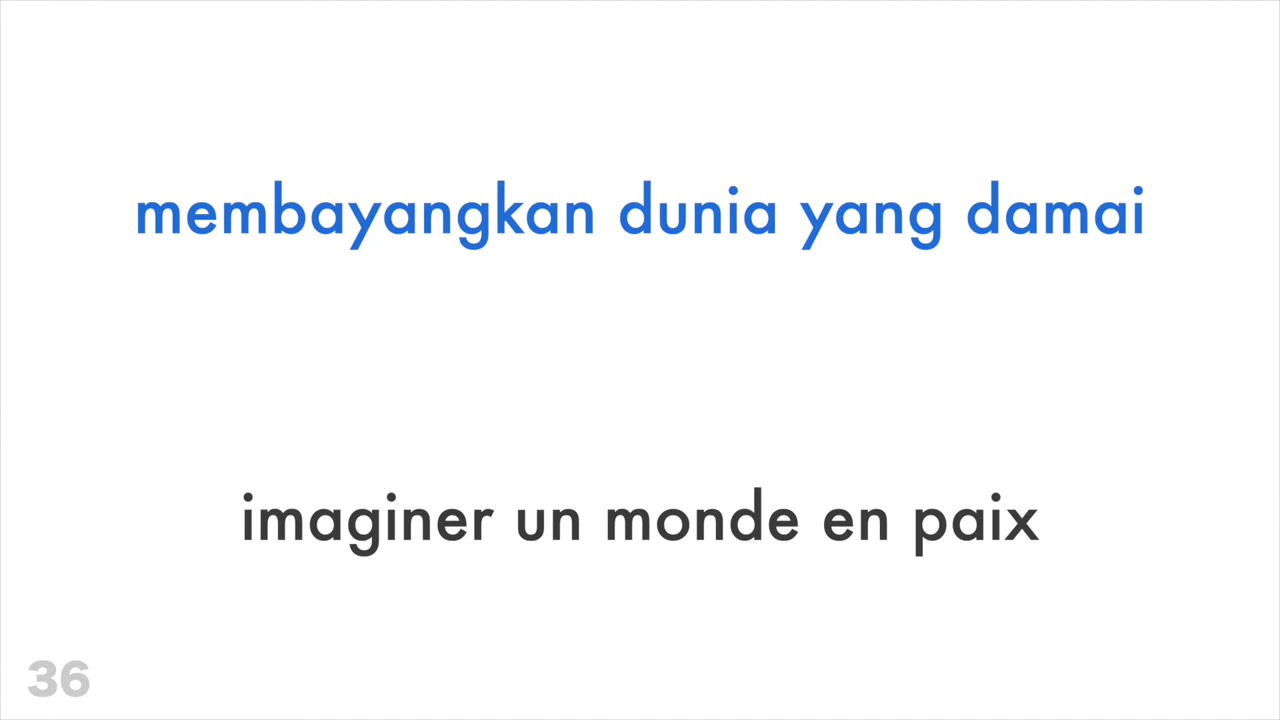 membayangkan dunia yang damai
imaginer un monde en paix
36